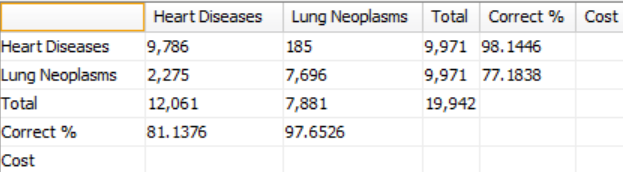 Heart Diseases Lung Neoplasms Total Correct % Cost
Heart Diseases 9,786 185 9,971 98.1446
Lung Neoplasms 2,275 7,696 9,971 77.1838
Total 12,061 7,881 19,942
Correct % 81.1376 97.6526
Cost